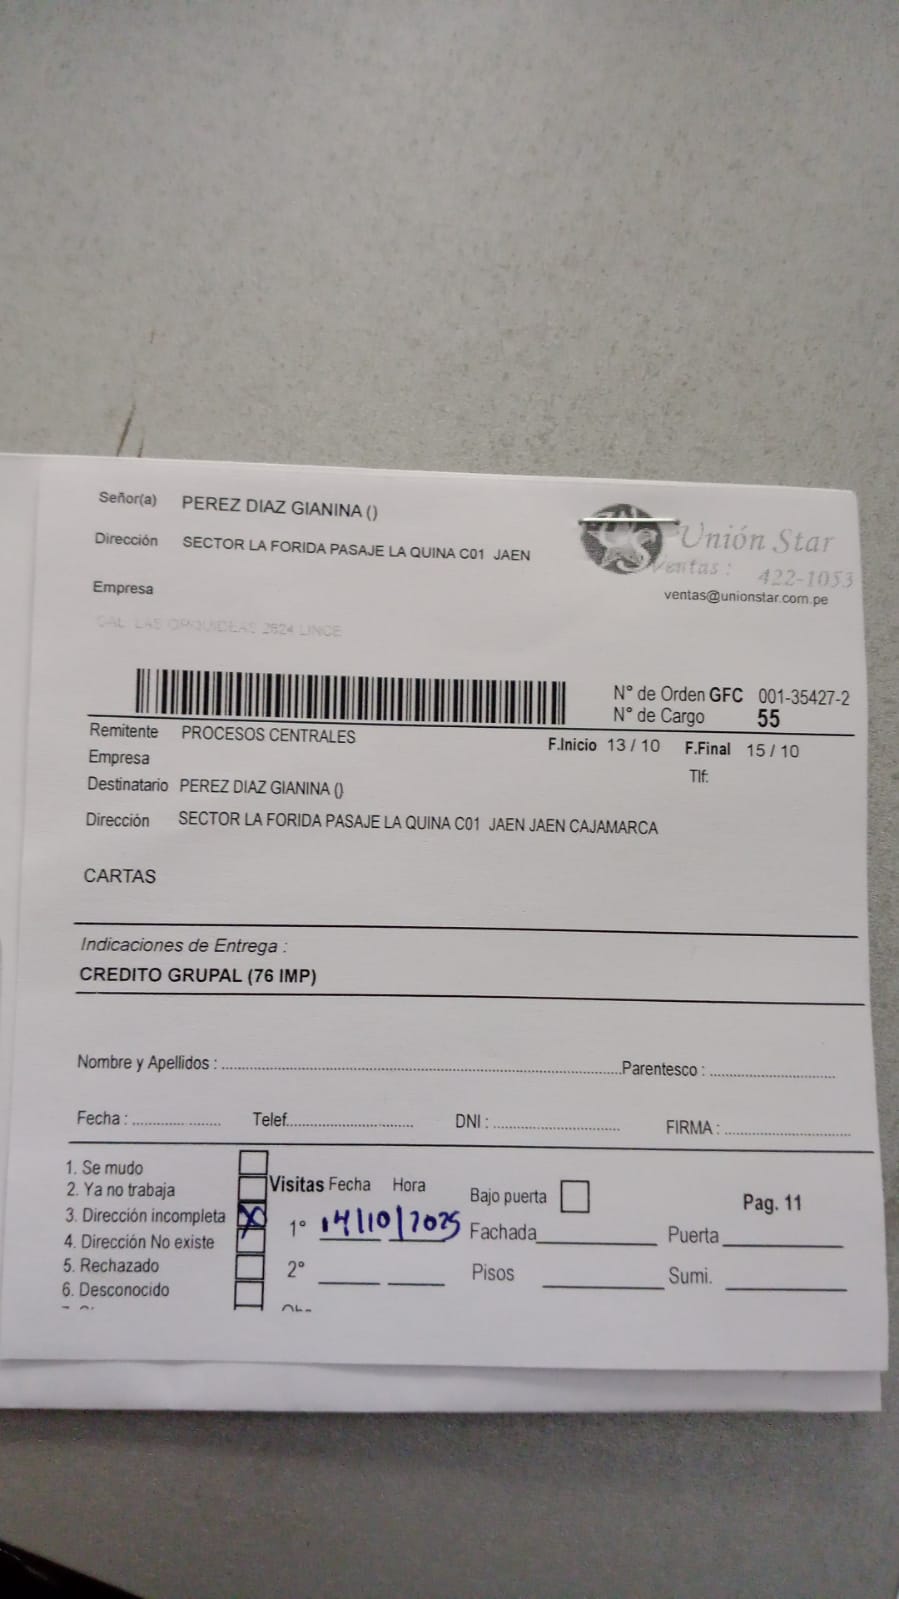 Señor(a) PEREZ DIAZ GIANINA ()
Dirección SECTOR LA FORIDA PASAJE LA QUINA C01 JAEN
Empresa
Unión Star
Ventas : 422-1053
ventas@unionstar.com.pe
CAL. LAS ORQUIDEAS 2624 LINCE
N° de Orden GFC 001-35427-2
N° de Cargo 55
Remitente PROCESOS CENTRALES
F.Inicio 13 / 10 F.Final 15 / 10
Empresa
Tlf:
Destinatario PEREZ DIAZ GIANINA ()
Dirección SECTOR LA FORIDA PASAJE LA QUINA C01 JAEN JAEN CAJAMARCA
CARTAS
Indicaciones de Entrega :
CREDITO GRUPAL (76 IMP)
Nombre y Apellidos : Parentesco :
Fecha : Telef. DNI : FIRMA :
1. Se mudo
2. Ya no trabaja
3. Dirección incompleta X
4. Dirección No existe
5. Rechazado
6. Desconocido
Visitas Fecha Hora
1° 14/10/2025
2°
Bajo puerta
Pag. 11
Fachada Puerta
Pisos Sumi.